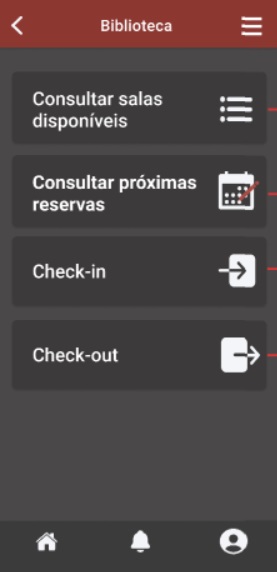 Biblioteca
Consultar salas
disponíveis
Consultar próximas
reservas
Check-in
Check-out